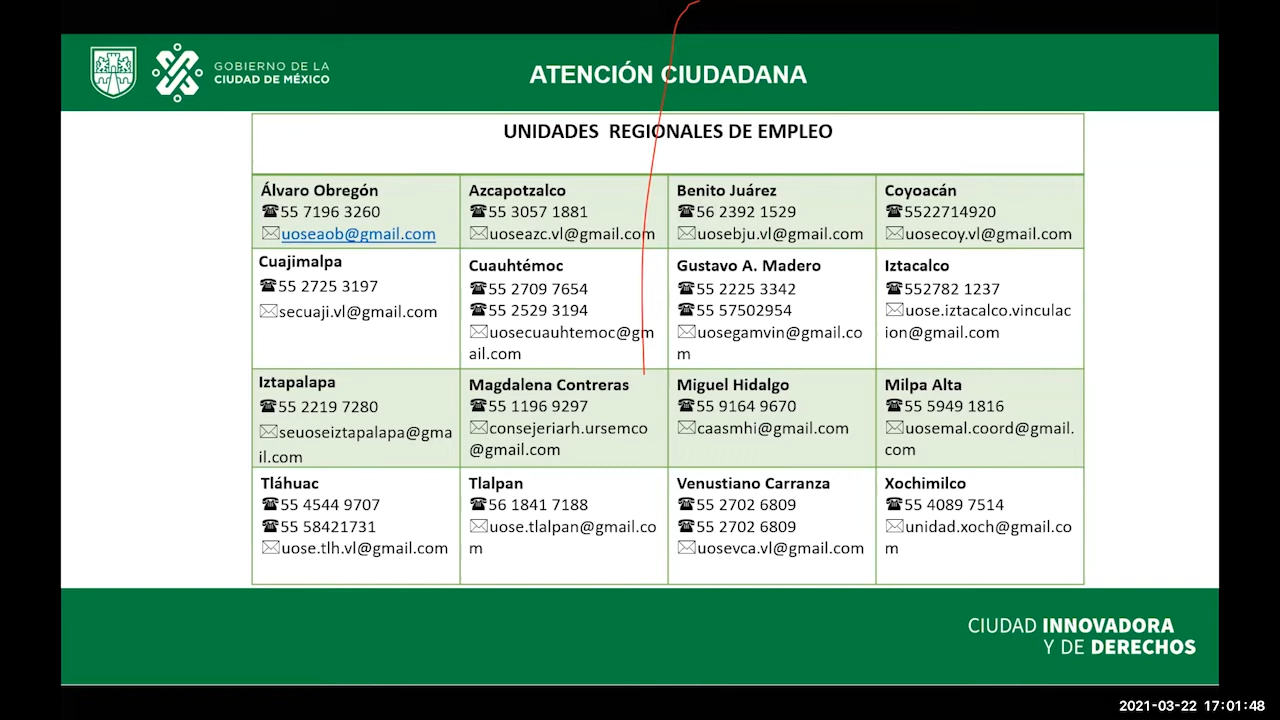 GOBIERNO DE LA
CIUDAD DE MÉXICO
ATENCIÓN CIUDADANA
UNIDADES REGIONALES DE EMPLEO
Álvaro Obregón
☎55 7196 3260
✉uoseaob@gmail.com
Azcapotzalco
☎55 3057 1881
✉uoseazc.vl@gmail.com
Benito Juárez
☎56 2392 1529
✉uosebju.vl@gmail.com
Coyoacán
☎5522714920
✉uosecoy.vl@gmail.com
Cuajimalpa
☎55 2725 3197
✉secuaji.vl@gmail.com
Cuauhtémoc
☎55 2709 7654
☎55 2529 3194
✉uosecuauhtemoc@gm
ail.com
Gustavo A. Madero
☎55 2225 3342
☎55 57502954
✉uosegamvin@gmail.co
m
Iztacalco
☎552782 1237
✉uose.iztacalco.vinculac
ion@gmail.com
Iztapalapa
☎55 2219 7280
✉seuoseiztapalapa@gma
il.com
Magdalena Contreras
☎55 1196 9297
✉consejeriarh.ursemco
@gmail.com
Miguel Hidalgo
☎55 9164 9670
✉caasmhi@gmail.com
Milpa Alta
☎55 5949 1816
✉uosemal.coord@gmail.
com
Tláhuac
☎55 4544 9707
☎55 58421731
✉uose.tlh.vl@gmail.com
Tlalpan
☎56 1841 7188
✉uose.tlalpan@gmail.co
m
Venustiano Carranza
☎55 2702 6809
☎55 2702 6809
✉uosevca.vl@gmail.com
Xochimilco
☎55 4089 7514
✉unidad.xoch@gmail.co
m
CIUDAD INNOVADORA
Y DE DERECHOS
2021-03-22 17:01:48